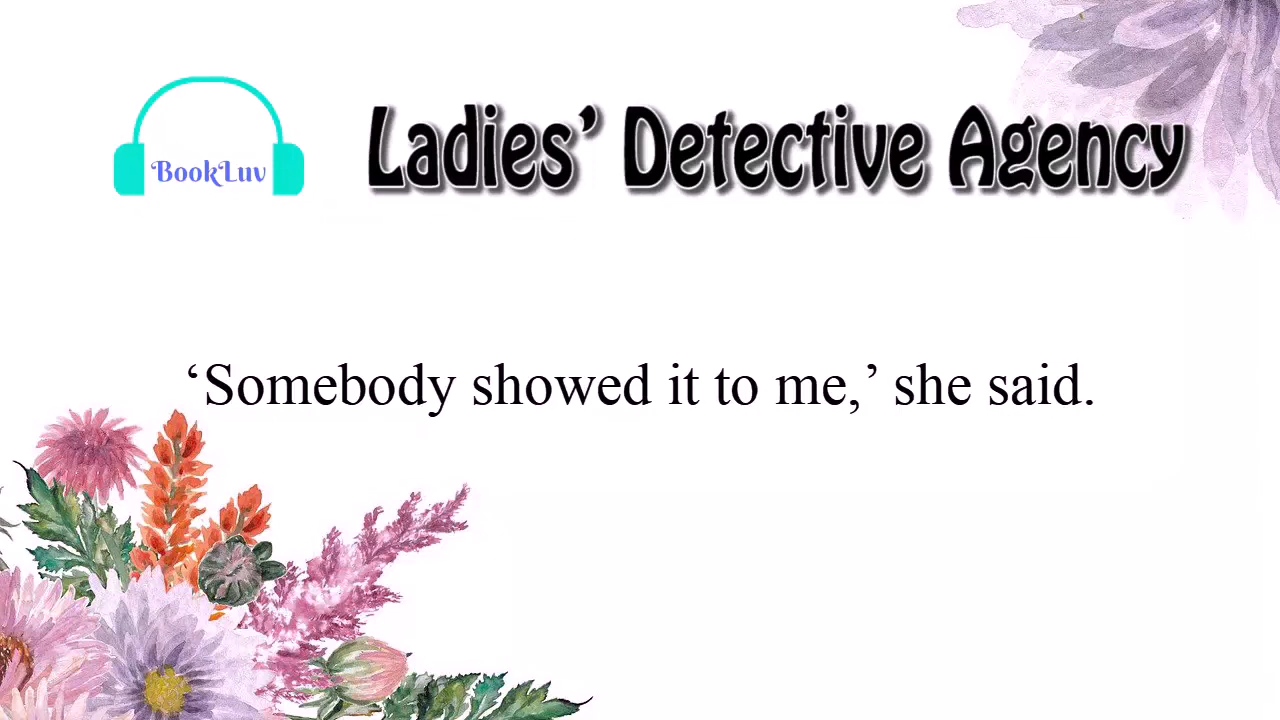 BookLuv
Ladies’ Detective Agency
‘Somebody showed it to me,’ she said.